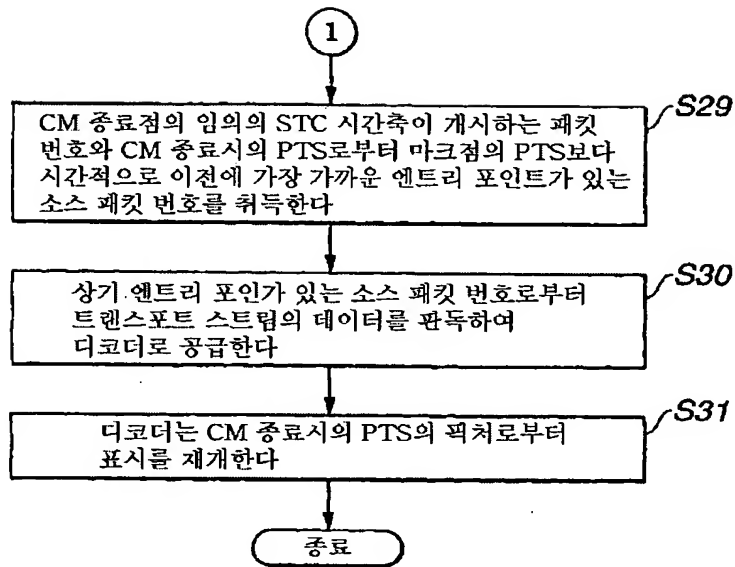 1
CM 종료점의 임의의 STC 시간축이 개시하는 패킷
번호와 CM 종료시의 PTS로부터 마크점의 PTS보다
시간적으로 이전에 가장 가까운 엔트리 포인트가 있는
소스 패킷 번호를 취득한다
S29
상기 엔트리 포인가 있는 소스 패킷 번호로부터
트랜스포트 스트림의 데이터를 판독하여
디코더로 공급한다
S30
디코더는 CM 종료시의 PTS의 픽처로부터
표시를 재개한다
S31
종료